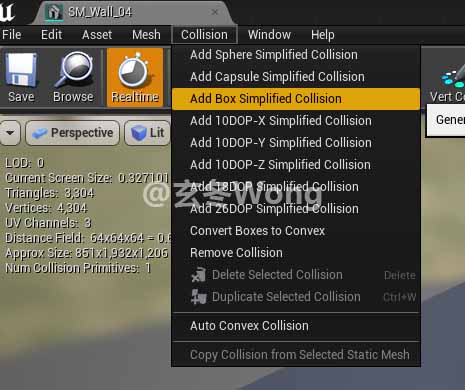 SM_Wall_04
File Edit Asset Mesh Collision Window Help
Save Browse Realtime Vert Co
Gener
Perspective Lit
LOD: 0
Current Screen Size: 0.327101
Triangles: 3,304
Vertices: 4,304
UV Channels: 3
Distance Field: 64x64x64 = 0.6
Approx Size: 851x1,932x1,206
Num Collision Primitives: 1
Add Sphere Simplified Collision
Add Capsule Simplified Collision
Add Box Simplified Collision
Add 10DOP-X Simplified Collision
Add 10DOP-Y Simplified Collision
Add 10DOP-Z Simplified Collision
Add 18DOP Simplified Collision
Add 26DOP Simplified Collision
Convert Boxes to Convex
Remove Collision
Delete Selected Collision Delete
Duplicate Selected Collision Ctrl+W
Auto Convex Collision
Copy Collision from Selected Static Mesh
@玄冬Wong